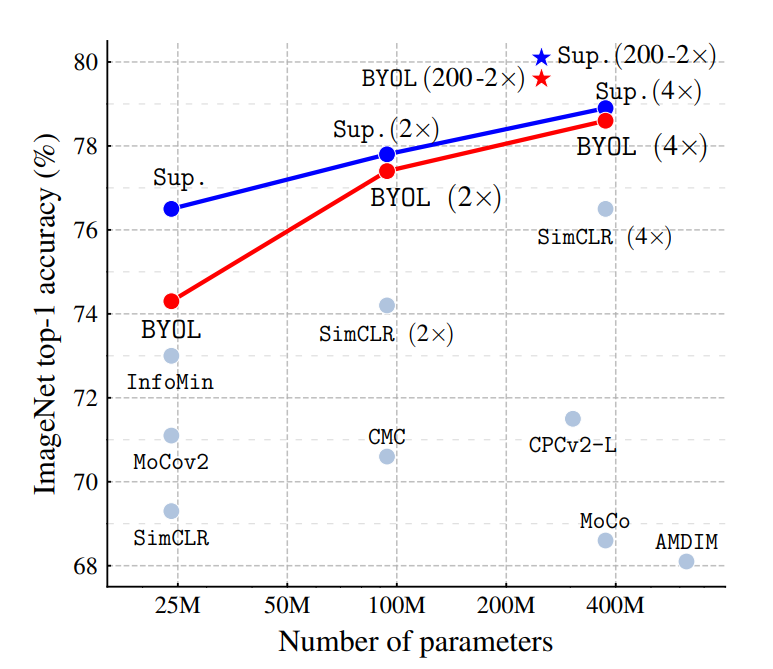 80
Sup.(200-2×)
BYOL(200-2×)
Sup.(4×)
78
Sup.(2×)
BYOL (4×)
Sup.
BYOL (2×)
76
SimCLR (4×)
74
BYOL
SimCLR (2×)
InfoMin
72
CMC
CPCv2-L
MoCov2
70
MoCo
SimCLR
AMDIM
68
ImageNet top-1 accuracy (%)
25M 50M 100M 200M 400M
Number of parameters